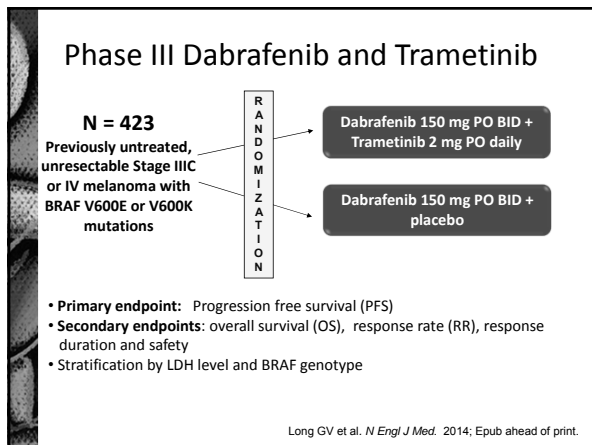 Phase III Dabrafenib and Trametinib
N = 423
Previously untreated,
unresectable Stage IIIC
or IV melanoma with
BRAF V600E or V600K
mutations
R
A
N
D
O
M
I
Z
A
T
I
O
N
Dabrafenib 150 mg PO BID +
Trametinib 2 mg PO daily
Dabrafenib 150 mg PO BID +
placebo
• Primary endpoint: Progression free survival (PFS)
• Secondary endpoints: overall survival (OS), response rate (RR), response
duration and safety
• Stratification by LDH level and BRAF genotype
Long GV et al. N Engl J Med. 2014; Epub ahead of print.